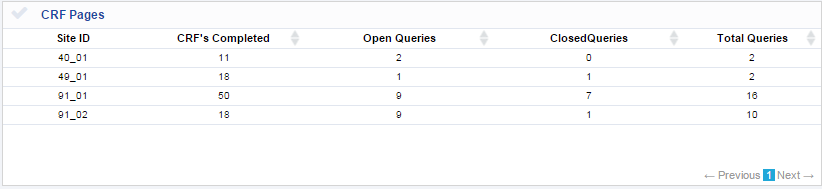 CRF Pages
Site ID CRF's Completed Open Queries ClosedQueries Total Queries
40_01 11 2 0 2
49_01 18 1 1 2
91_01 50 9 7 16
91_02 18 9 1 10
← Previous 1 Next →